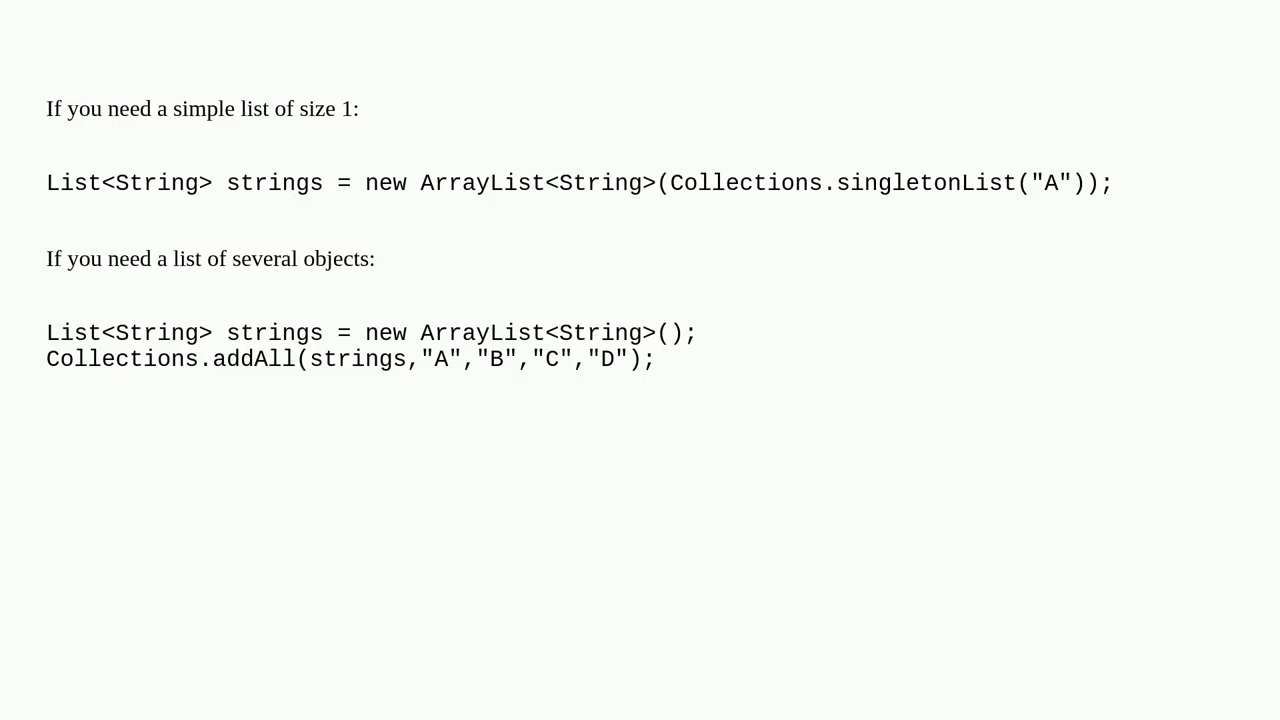 If you need a simple list of size 1:
List<String> strings = new ArrayList<String>(Collections.singletonList("A"));
If you need a list of several objects:
List<String> strings = new ArrayList<String>();
Collections.addAll(strings,"A","B","C","D");